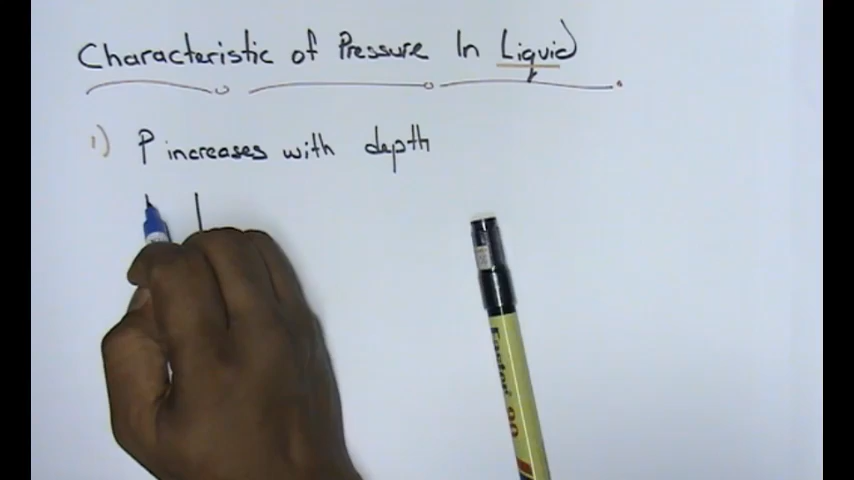 Characteristic of Pressure In Liquid
1) P increases with depth